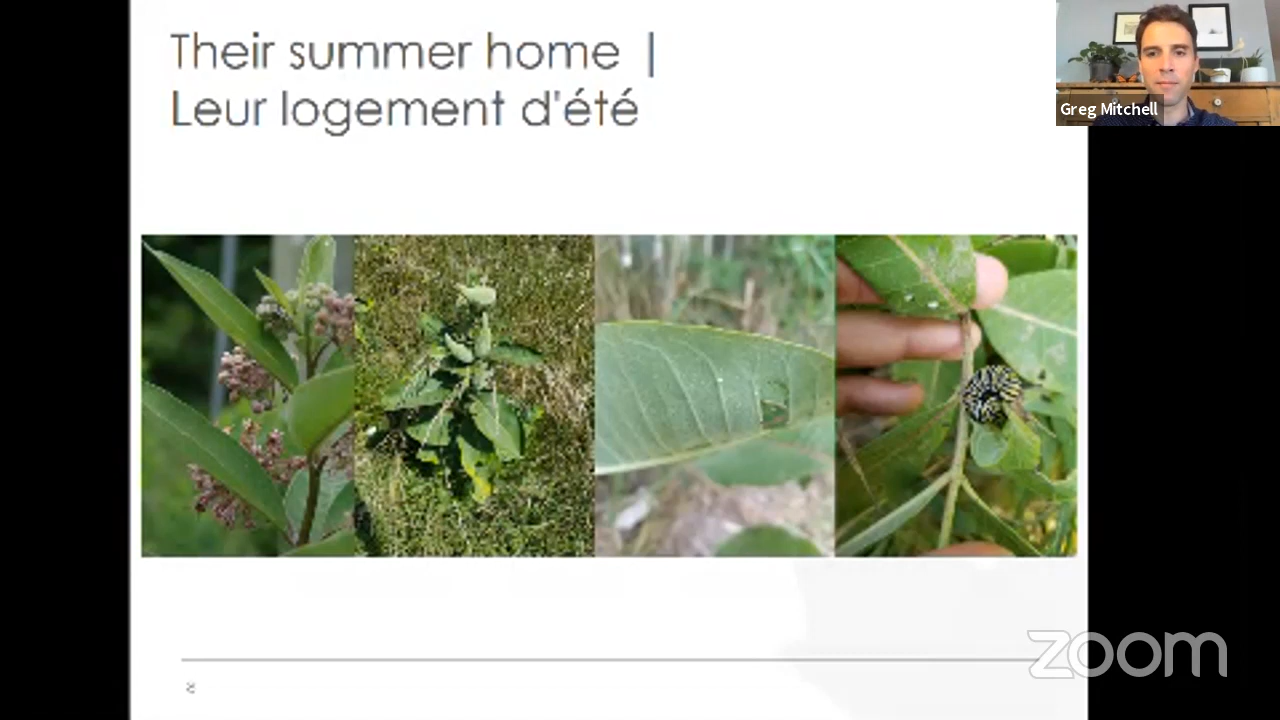 Their summer home |
Leur logement d'été
Greg Mitchell
zoom